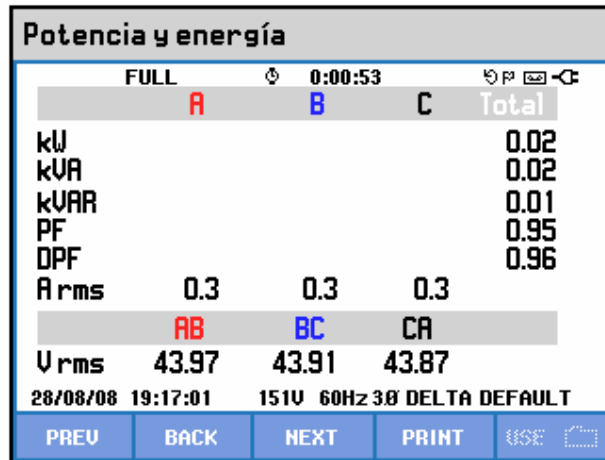 Potencia y energía
FULL 0:00:53
A B C Total
kW 0.02
kVA 0.02
kVAR 0.01
PF 0.95
DPF 0.96
A rms 0.3 0.3 0.3
AB BC CA
V rms 43.97 43.91 43.87
28/08/08 19:17:01 151V 60Hz 3Ø DELTA DEFAULT
PREV BACK NEXT PRINT USE